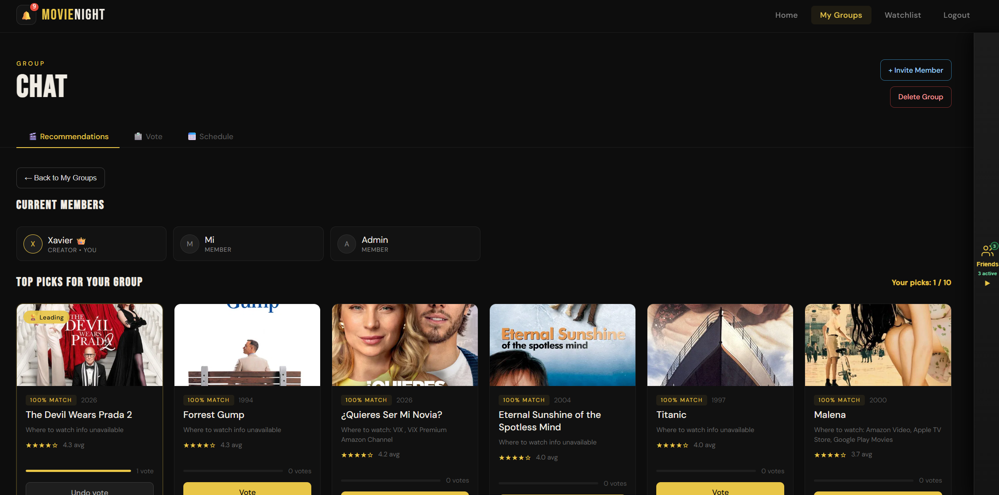 9
MOVIENIGHT
Home
My Groups
Watchlist
Logout
GROUP
CHAT
+ Invite Member
Delete Group
Recommendations
Vote
Schedule
← Back to My Groups
CURRENT MEMBERS
X
Xavier
CREATOR • YOU
M
Mi
MEMBER
A
Admin
MEMBER
3
Friends
3 active
TOP PICKS FOR YOUR GROUP
Your picks: 1 / 10
Leading
THE
DEVIL
WEARS
PRADA
2
100% MATCH 2026
The Devil Wears Prada 2
Where to watch info unavailable
★★★★☆ 4.3 avg
1 vote
Undo vote
Gump
100% MATCH 1994
Forrest Gump
Where to watch info unavailable
★★★★☆ 4.3 avg
0 votes
Vote
¿QUIERES
100% MATCH 2026
¿Quieres Ser Mi Novia?
Where to watch: VIX , ViX Premium
Amazon Channel
★★★★☆ 4.2 avg
0 votes
Eternal Sunshine
of the spotless mind
100% MATCH 2004
Eternal Sunshine of the
Spotless Mind
Where to watch info unavailable
★★★★☆ 4.0 avg
0 votes
100% MATCH 1997
Titanic
Where to watch info unavailable
★★★★☆ 4.0 avg
0 votes
Vote
100% MATCH 2000
Malena
Where to watch: Amazon Video, Apple TV
Store, Google Play Movies
★★★★☆ 3.7 avg
0 votes